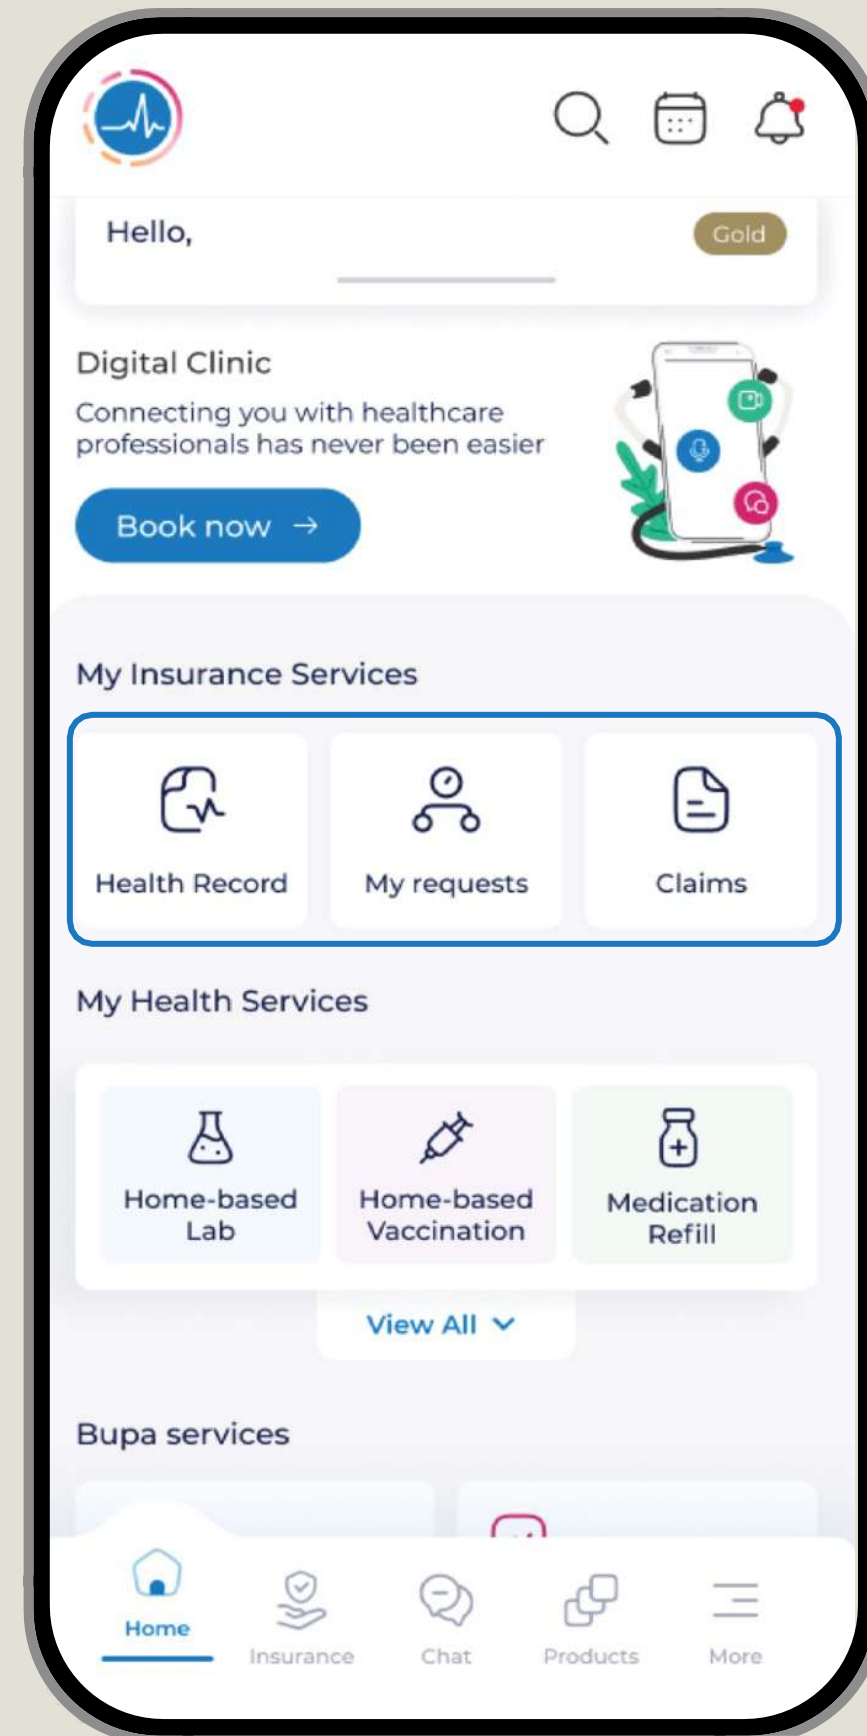 Hello,
Gold
Digital Clinic
Connecting you with healthcare
professionals has never been easier
Book now →
My Insurance Services
Health Record
My requests
Claims
My Health Services
Home-based
Lab
Home-based
Vaccination
Medication
Refill
View All
Bupa services
Home
Insurance
Chat
Products
More